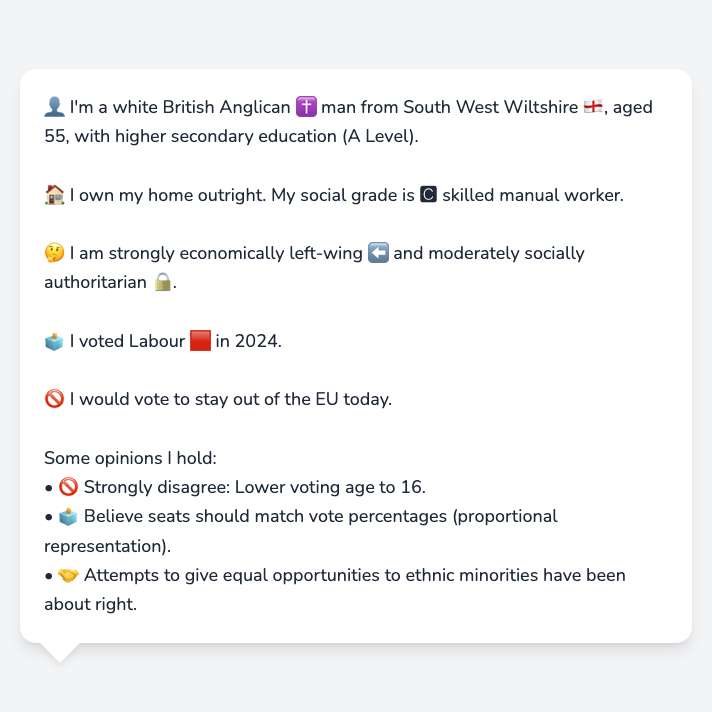 👤 I'm a white British Anglican ✝️ man from South West Wiltshire 🏴󠁧󠁢󠁥󠁮󠁧󠁿, aged
55, with higher secondary education (A Level).
🏠 I own my home outright. My social grade is 🅲 skilled manual worker.
🤔 I am strongly economically left-wing ⬅️ and moderately socially
authoritarian 🔒.
🗳️ I voted Labour 🟥 in 2024.
🚫 I would vote to stay out of the EU today.
Some opinions I hold:
• 🚫 Strongly disagree: Lower voting age to 16.
• 🗳️ Believe seats should match vote percentages (proportional
representation).
• 🤝 Attempts to give equal opportunities to ethnic minorities have been
about right.